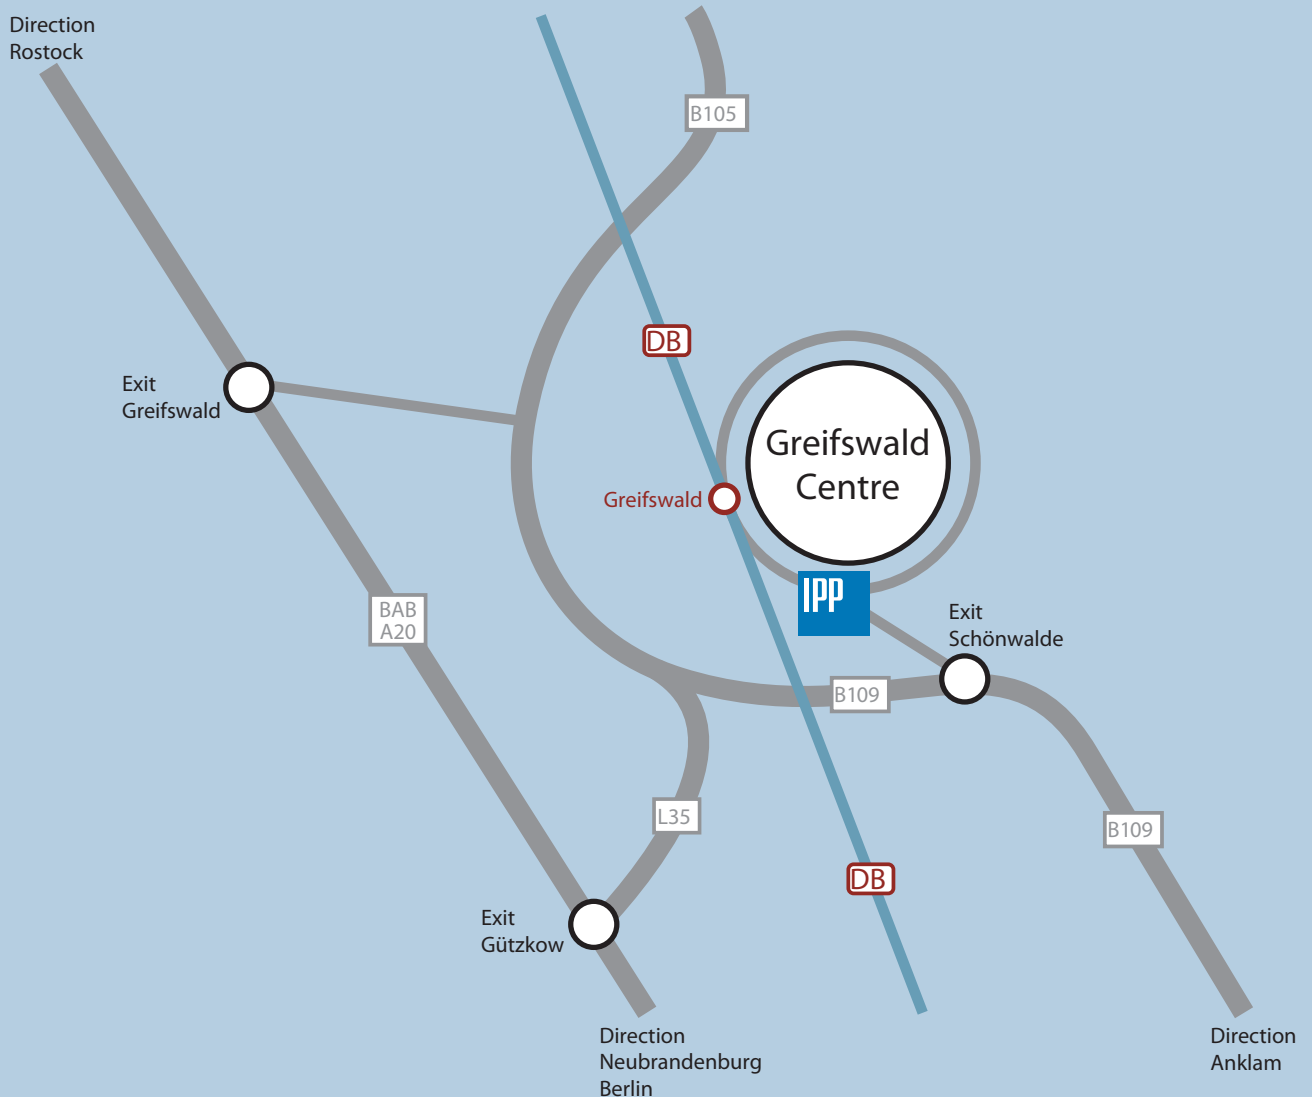 Direction
Rostock
B105
DB
Exit
Greifswald
Greifswald
Centre
Greifswald
IPP
BAB
A20
Exit
Schönwalde
B109
L35
B109
DB
Exit
Gützkow
Direction
Neubrandenburg
Berlin
Direction
Anklam